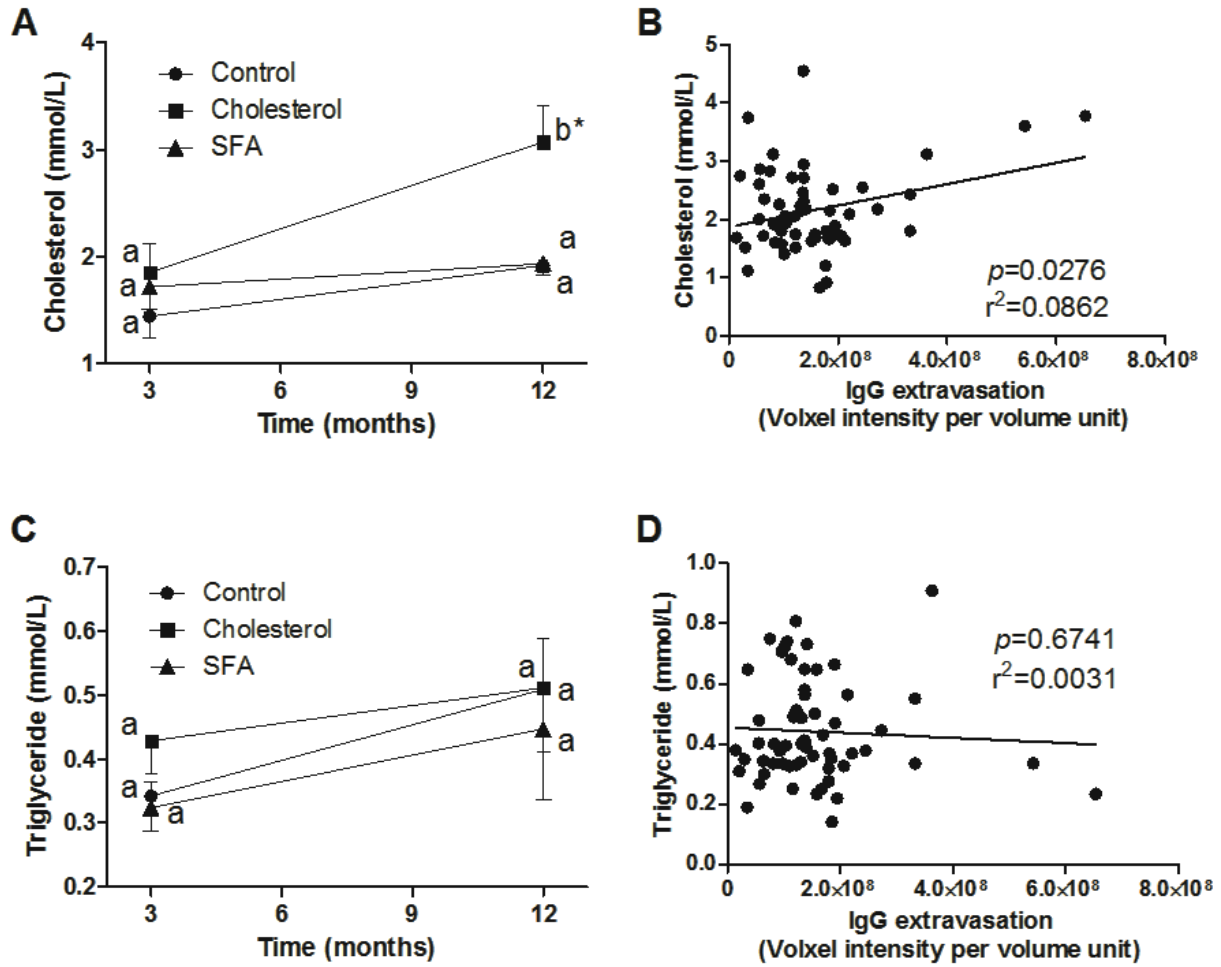 A
Cholesterol (mmol/L)
4
3
2
1
Control
Cholesterol
SFA
b*
a
a
a
a
a
3
6
9
12
Time (months)
B
Cholesterol (mmol/L)
5
4
3
2
1
0
p=0.0276
r²=0.0862
0
2.0×10⁸
4.0×10⁸
6.0×10⁸
8.0×10⁸
IgG extravasation
(Volxel intensity per volume unit)
C
Triglyceride (mmol/L)
0.7
0.6
0.5
0.4
0.3
0.2
Control
Cholesterol
SFA
a
a
a
a
a
a
3
6
9
12
Time (months)
D
Triglyceride (mmol/L)
1.0
0.8
0.6
0.4
0.2
0.0
p=0.6741
r²=0.0031
0
2.0×10⁸
4.0×10⁸
6.0×10⁸
8.0×10⁸
IgG extravasation
(Volxel intensity per volume unit)